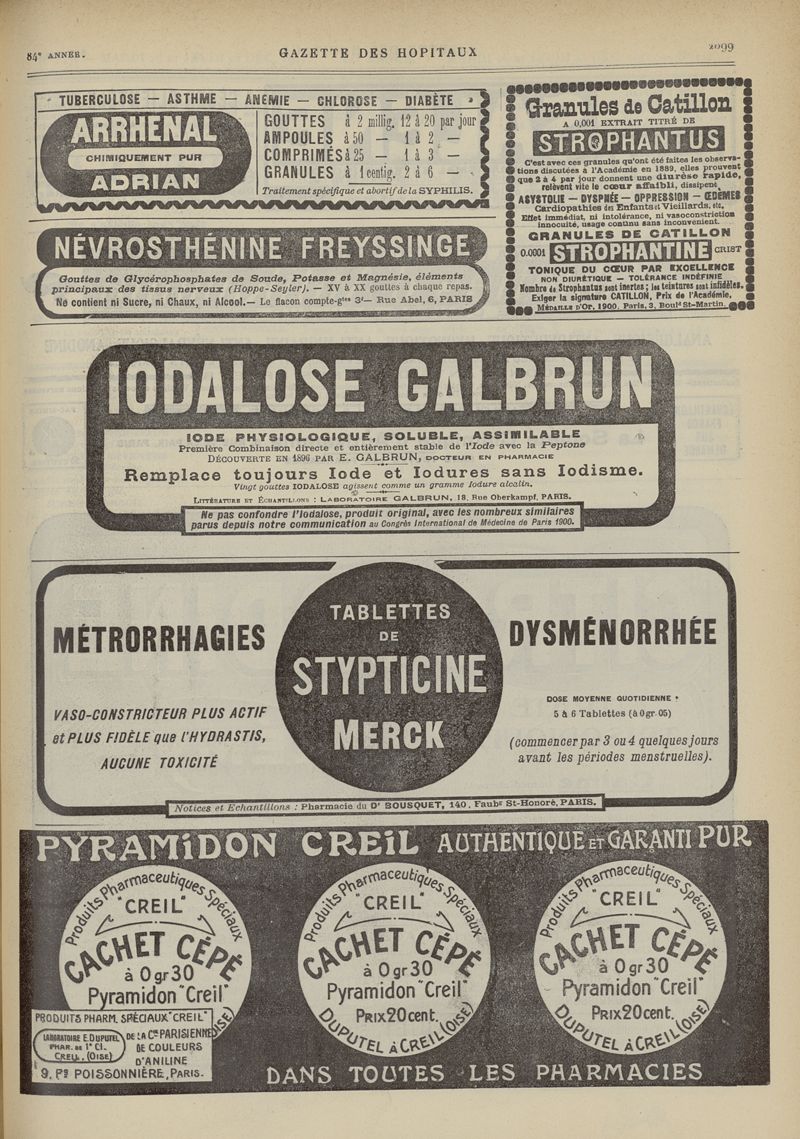 84e ANNÉE.
GAZETTE DES HOPITAUX
2099
TUBERCULOSE — ASTHME — ANEMIE — CHLOROSE — DIABÈTE
ARRHENAL
CHIMIQUEMENT PUR
ADRIAN
GOUTTES à 2 millig. 12 à 20 par jour
AMPOULES à 50 — 1 à 2 —
COMPRIMÉS à 25 — 1 à 3 —
GRANULES à 1 centig. 2 à 6 —
Traitement spécifique et abortif de la SYPHILIS.
NÉVROSTHÉNINE FREYSSINGE
Gouttes de Glycérophosphates de Soude, Potasse et Magnésie, éléments
principaux des tissus nerveux (Hoppe-Seyler). — XV à XX gouttes à chaque repas.
Ne contient ni Sucre, ni Chaux, ni Alcool. — Le flacon compte-gttes 3f — Rue Abel, 6, PARIS
Granules de Catillon
A 0,001 EXTRAIT TITRÉ DE
STROPHANTUS
C'est avec ces granules qu'ont été faites les observa-
tions discutées à l'Académie en 1889, elles prouvent
que 2 à 4 par jour donnent une diurèse rapide,
relèvent vite le cœur affaibli, dissipent
ASYSTOLIE — DYSPNÉE — OPPRESSION — ŒDÈMES
Cardiopathies des Enfants et Vieillards, etc.
Effet immédiat, ni intolérance, ni vasoconstriction
innocuité, usage continu sans inconvenient.
GRANULES DE CATILLON
0.0001 STROPHANTINE CRIST
TONIQUE DU CŒUR PAR EXCELLENCE
NON DIURÉTIQUE — TOLÉRANCE INDÉFINIE
Nombre de Strophantus sont inertes; les teintures sont infidèles.
Exiger la signature CATILLON, Prix de l'Académie.
MÉDAILLE D'OR, 1900. Paris, 3, Bould St-Martin.
IODALOSE GALBRUN
IODE PHYSIOLOGIQUE, SOLUBLE, ASSIMILABLE
Première Combinaison directe et entièrement stable de l'Iode avec la Peptone
DÉCOUVERTE EN 1896 PAR E. GALBRUN, DOCTEUR EN PHARMACIE
Remplace toujours Iode et Iodures sans Iodisme.
Vingt gouttes IODALOSE agissent comme un gramme Iodure alcalin.
LITTÉRATURE ET ÉCHANTILLONS : LABORATOIRE GALBRUN, 18, Rue Oberkampf, PARIS.
Ne pas confondre l'Iodalose, produit original, avec les nombreux similaires
parus depuis notre communication au Congrès International de Médecine de Paris 1900.
MÉTRORRHAGIES
VASO-CONSTRICTEUR PLUS ACTIF
et PLUS FIDÈLE que l'HYDRASTIS,
AUCUNE TOXICITÉ
TABLETTES
DE
STYPTICINE
MERCK
DYSMÉNORRHÉE
DOSE MOYENNE QUOTIDIENNE :
5 à 6 Tablettes (à 0 gr. 05)
(commencer par 3 ou 4 quelques jours
avant les périodes menstruelles).
Notices et Echantillons : Pharmacie du Dr BOUSQUET, 140, Faubg St-Honoré, PARIS.
PYRAMIDON CREIL AUTHENTIQUE ET GARANTI PUR
Produits Pharmaceutiques Spéciaux
"CREIL"
CACHET CÉPÉ
à 0 gr 30
Pyramidon "Creil"
PRODUITS PHARM. SPÉCIAUX "CREIL"
LABORATOIRE E. DUPUTEL
PHAR. DE 1re Cl.
CREIL. (OISE)
DE LA Cie PARISIENNE
DE COULEURS
D'ANILINE
9, Rue POISSONNIÈRE, PARIS.
Produits Pharmaceutiques Spéciaux
"CREIL"
CACHET CÉPÉ
à 0 gr 30
Pyramidon "Creil"
PRIX 20 cent.
DUPUTEL À CREIL (OISE)
Produits Pharmaceutiques Spéciaux
"CREIL"
CACHET CÉPÉ
à 0 gr 30
Pyramidon "Creil"
PRIX 20 cent.
DUPUTEL À CREIL (OISE)
DANS TOUTES LES PHARMACIES